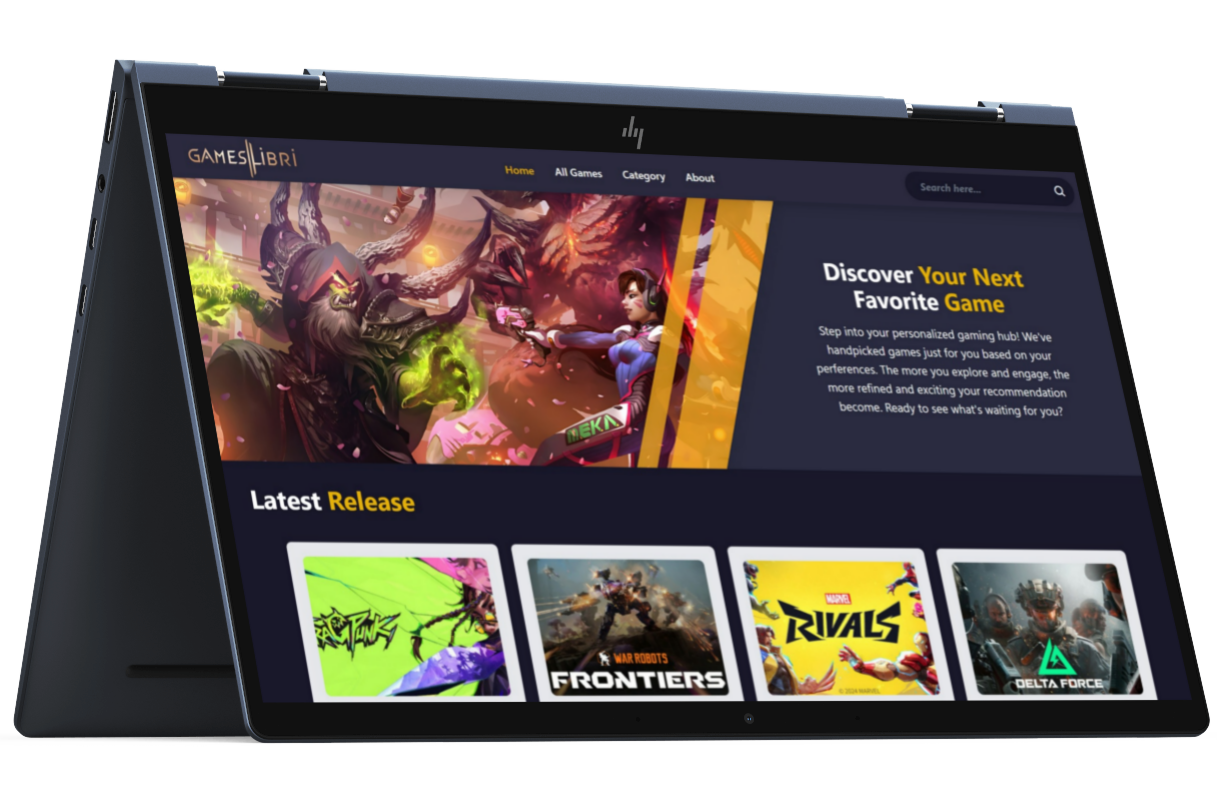 GAMES LiBRi
Home
All Games
Category
About
Search here...
Discover Your Next
Favorite Game
Step into your personalized gaming hub! We've
handpicked games just for you based on your
perferences. The more you explore and engage, the
more refined and exciting your recommendation
become. Ready to see what's waiting for you?
MEKA
Latest Release
WAR ROBOTS
FRONTIERS
MARVEL
RIVALS
© 2024 MARVEL
DELTA FORCE
hp